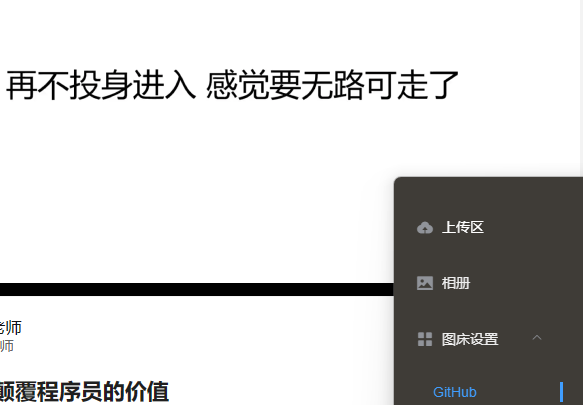 再不投身进入 感觉要无路可走了
上传区
相册
图床设置
GitHub
老师
师
颠覆程序员的价值